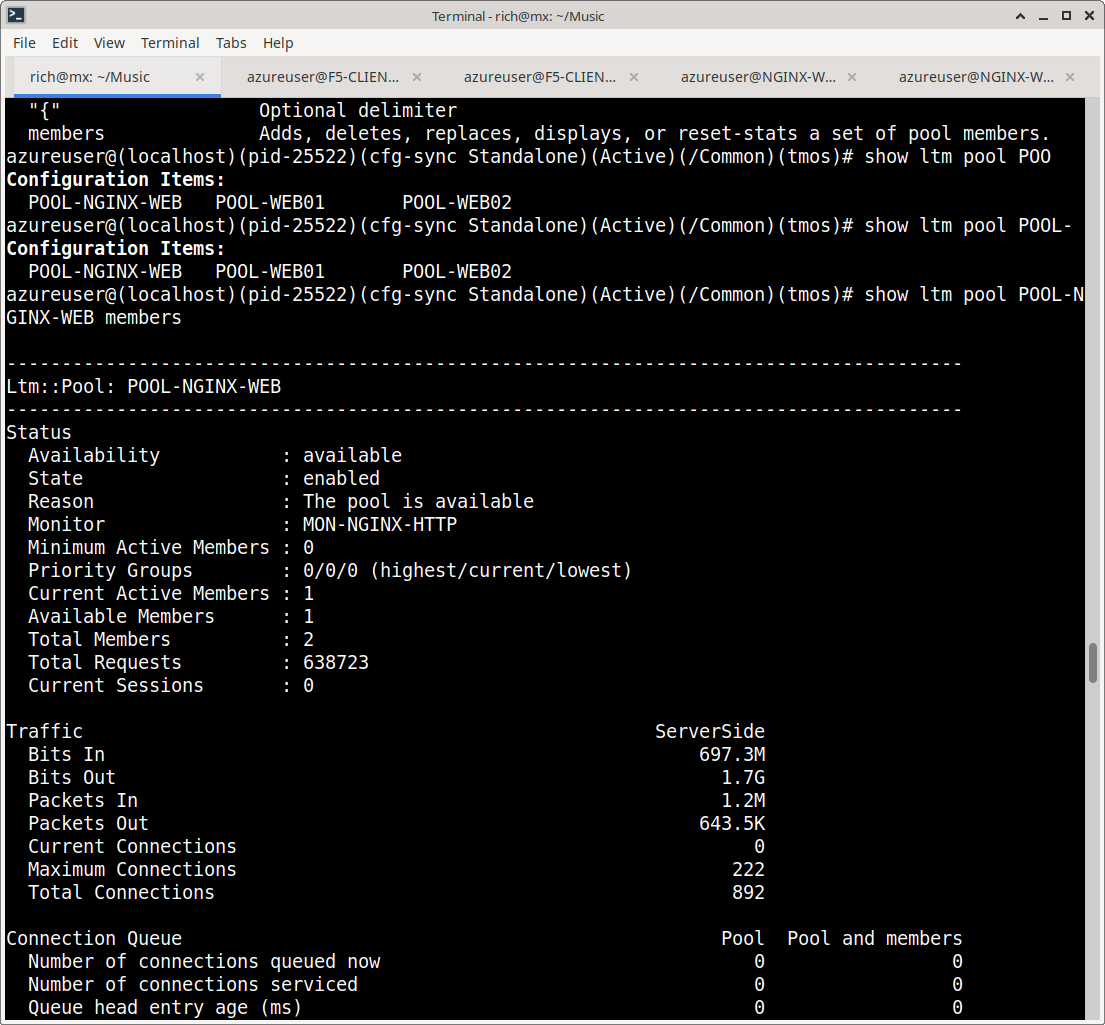 Terminal - rich@mx: ~/Music
File Edit View Terminal Tabs Help
rich@mx: ~/Music azureuser@F5-CLIEN... azureuser@F5-CLIEN... azureuser@NGINX-W... azureuser@NGINX-W...
  "{"                  Optional delimiter
  members              Adds, deletes, replaces, displays, or reset-stats a set of pool members.
azureuser@(localhost)(pid-25522)(cfg-sync Standalone)(Active)(/Common)(tmos)# show ltm pool POO
Configuration Items:
  POOL-NGINX-WEB   POOL-WEB01       POOL-WEB02
azureuser@(localhost)(pid-25522)(cfg-sync Standalone)(Active)(/Common)(tmos)# show ltm pool POOL-
Configuration Items:
  POOL-NGINX-WEB   POOL-WEB01       POOL-WEB02
azureuser@(localhost)(pid-25522)(cfg-sync Standalone)(Active)(/Common)(tmos)# show ltm pool POOL-N
GINX-WEB members

---------------------------------------------------------------------------------------
Ltm::Pool: POOL-NGINX-WEB
---------------------------------------------------------------------------------------
Status
  Availability           : available
  State                  : enabled
  Reason                 : The pool is available
  Monitor                : MON-NGINX-HTTP
  Minimum Active Members : 0
  Priority Groups        : 0/0/0 (highest/current/lowest)
  Current Active Members : 1
  Available Members      : 1
  Total Members          : 2
  Total Requests         : 638723
  Current Sessions       : 0

Traffic                                                    ServerSide
  Bits In                                                      697.3M
  Bits Out                                                       1.7G
  Packets In                                                     1.2M
  Packets Out                                                  643.5K
  Current Connections                                               0
  Maximum Connections                                             222
  Total Connections                                               892

Connection Queue                                                 Pool  Pool and members
  Number of connections queued now                                  0                 0
  Number of connections serviced                                    0                 0
  Queue head entry age (ms)                                         0                 0